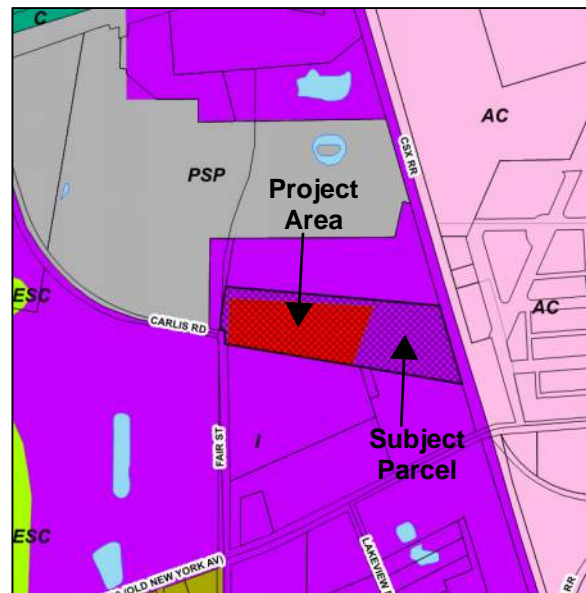 C
AC
CSX RR
PSP
Project
Area
ESC
AC
CARLIS RD
FAIR ST
I
Subject
Parcel
ESC
(OLD NEW YORK AV)
LAKEVIEW
RR